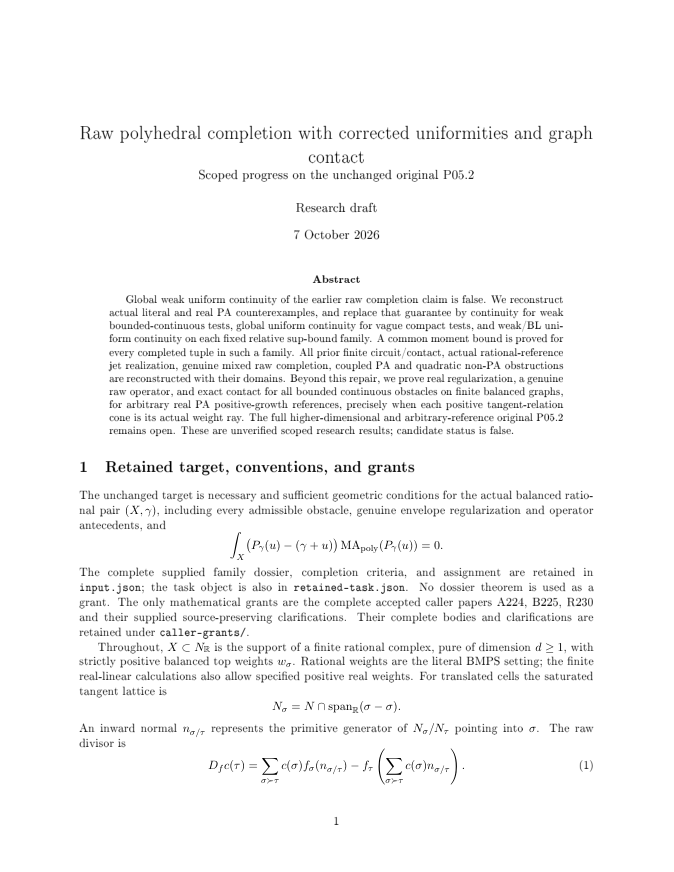 Raw polyhedral completion with corrected uniformities and graph
contact
Scoped progress on the unchanged original P05.2
Research draft
7 October 2026
Abstract
Global weak uniform continuity of the earlier raw completion claim is false. We reconstruct
actual literal and real PA counterexamples, and replace that guarantee by continuity for weak
bounded-continuous tests, global uniform continuity for vague compact tests, and weak/BL uni-
form continuity on each fixed relative sup-bound family. A common moment bound is proved for
every completed tuple in such a family. All prior finite circuit/contact, actual rational-reference
jet realization, genuine mixed raw completion, coupled PA and quadratic non-PA obstructions
are reconstructed with their domains. Beyond this repair, we prove real regularization, a genuine
raw operator, and exact contact for all bounded continuous obstacles on finite balanced graphs,
for arbitrary real PA positive-growth references, precisely when each positive tangent-relation
cone is its actual weight ray. The full higher-dimensional and arbitrary-reference original P05.2
remains open. These are unverified scoped research results; candidate status is false.
1 Retained target, conventions, and grants
The unchanged target is necessary and sufficient geometric conditions for the actual balanced ratio-
nal pair (X, γ), including every admissible obstacle, genuine envelope regularization and operator
antecedents, and
∫_X (P_γ(u) − (γ + u)) MA_poly(P_γ(u)) = 0.
The complete supplied family dossier, completion criteria, and assignment are retained in
input.json; the task object is also in retained-task.json. No dossier theorem is used as a
grant. The only mathematical grants are the complete accepted caller papers A224, B225, R230
and their supplied source-preserving clarifications. Their complete bodies and clarifications are
retained under caller-grants/.
Throughout, X ⊂ N_ℝ is the support of a finite rational complex, pure of dimension d ≥ 1, with
strictly positive balanced top weights w_σ. Rational weights are the literal BMPS setting; the finite
real-linear calculations also allow specified positive real weights. For translated cells the saturated
tangent lattice is
N_σ = N ∩ span_ℝ(σ − σ).
An inward normal n_{σ/τ} represents the primitive generator of N_σ/N_τ pointing into σ. The raw
divisor is
D_f c(τ) = ∑_{σ≻τ} c(σ)f_σ(n_{σ/τ}) − f_τ (∑_{σ≻τ} c(σ)n_{σ/τ}). (1)
1